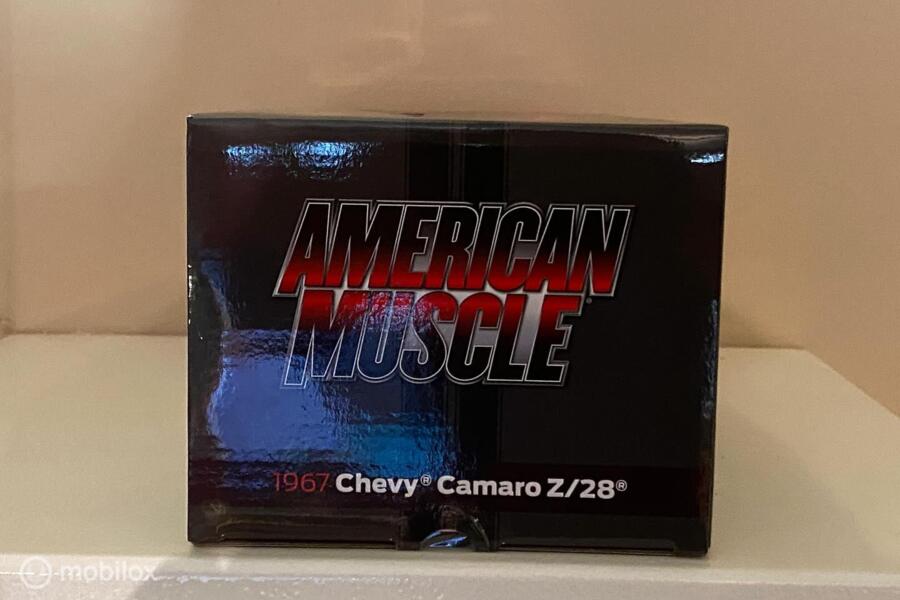 AMERICAN
MUSCLE®
1967 Chevy® Camaro Z/28®
mobilox